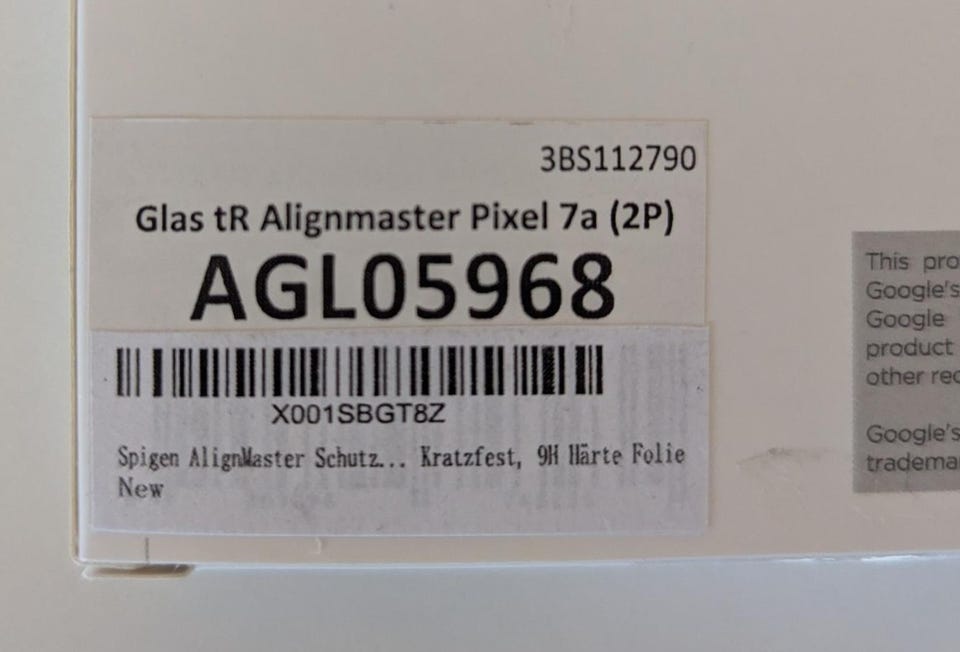 3BS112790
Glas tR Alignmaster Pixel 7a (2P)
AGL05968
X001SBGT8Z
Spigen AlignMaster Schutz... Kratzfest, 9H Härte Folie
New
This pro
Google's
Google
product
other rec
Google's
trademar